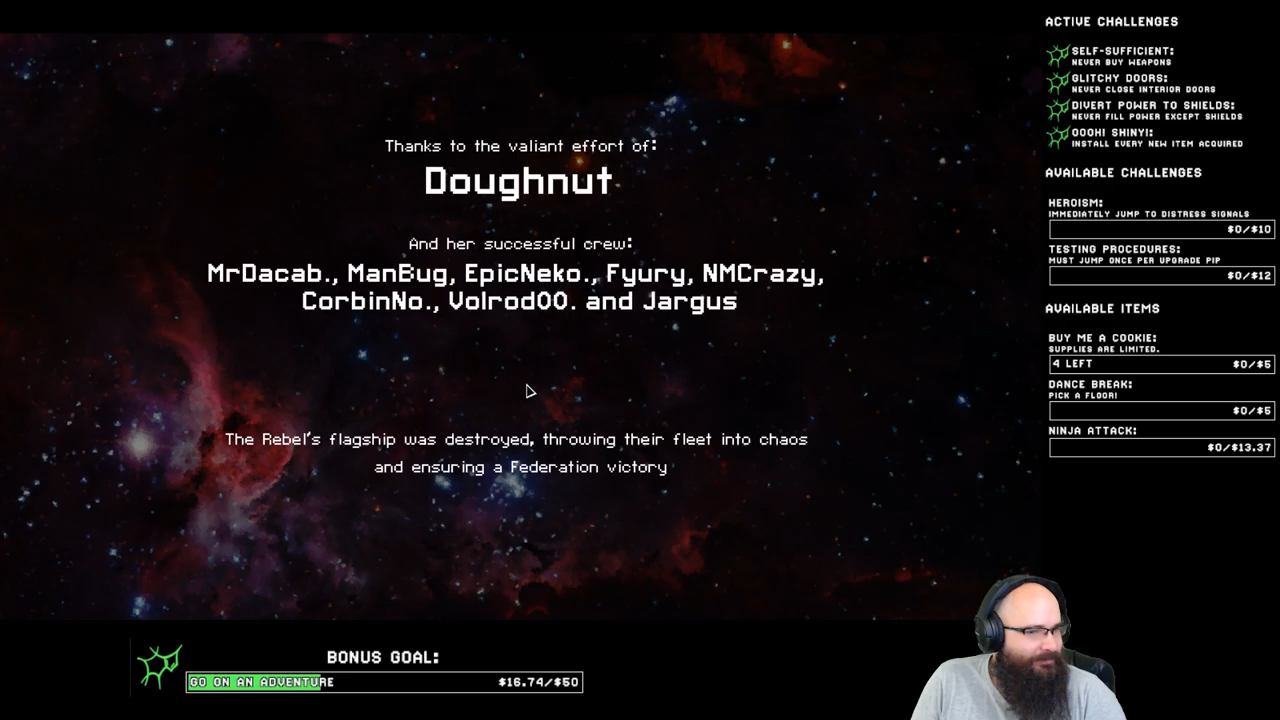 Thanks to the valiant effort of:
Doughnut
And her successful crew:
MrDacab., ManBug, EpicNeko., Fyury, NMCrazy,
CorbinNo., Volrod00. and Jargus
The Rebel's flagship was destroyed, throwing their fleet into chaos
and ensuring a Federation victory
BONUS GOAL:
GO ON AN ADVENTURE $16.74/$50
ACTIVE CHALLENGES
SELF-SUFFICIENT:
NEVER BUY WEAPONS
GLITCHY DOORS:
NEVER CLOSE INTERIOR DOORS
DIVERT POWER TO SHIELDS:
NEVER FILL POWER EXCEPT SHIELDS
OOOH! SHINY!:
INSTALL EVERY NEW ITEM ACQUIRED
AVAILABLE CHALLENGES
HEROISM:
IMMEDIATELY JUMP TO DISTRESS SIGNALS
$0/$10
TESTING PROCEDURES:
MUST JUMP ONCE PER UPGRADE PIP
$0/$12
AVAILABLE ITEMS
BUY ME A COOKIE:
SUPPLIES ARE LIMITED.
4 LEFT $0/$5
DANCE BREAK:
PICK A FLOOR!
$0/$5
NINJA ATTACK:
$0/$13.37